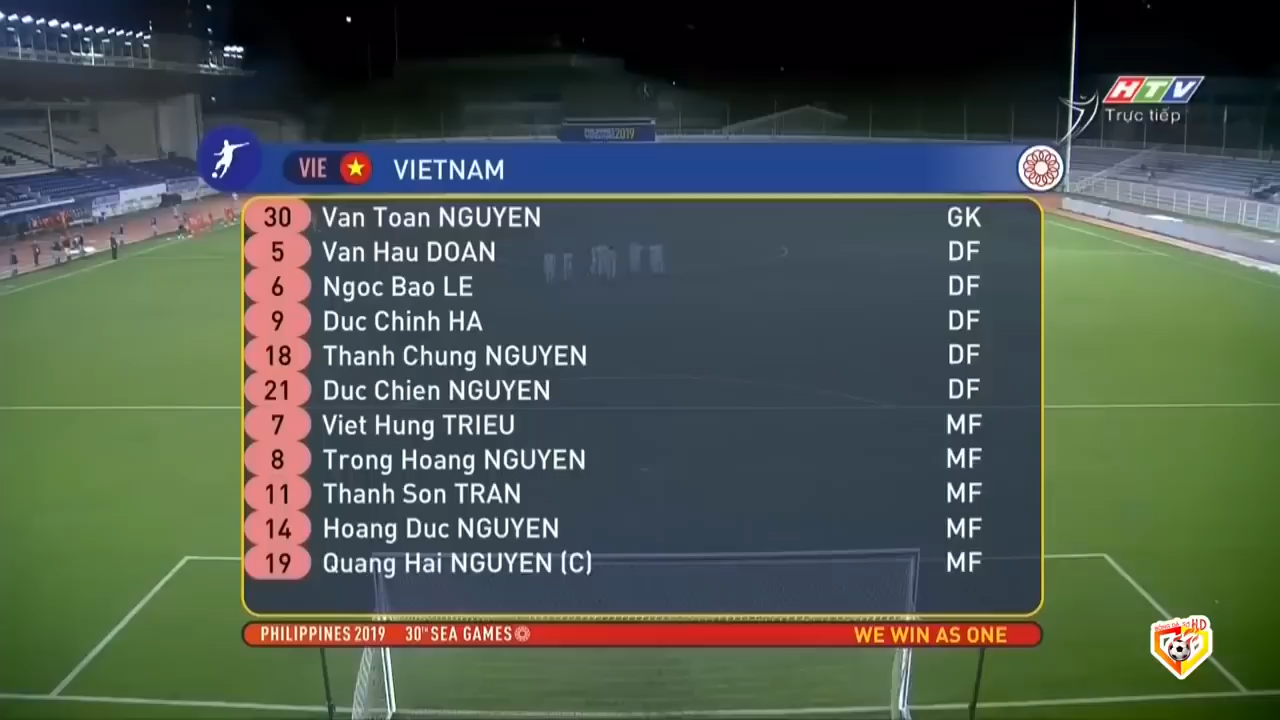 HTV
Trực tiếp
2019
VIE VIETNAM
30 Van Toan NGUYEN GK
5 Van Hau DOAN DF
6 Ngoc Bao LE DF
9 Duc Chinh HA DF
18 Thanh Chung NGUYEN DF
21 Duc Chien NGUYEN DF
7 Viet Hung TRIEU MF
8 Trong Hoang NGUYEN MF
11 Thanh Son TRAN MF
14 Hoang Duc NGUYEN MF
19 Quang Hai NGUYEN (C) MF
PHILIPPINES 2019 30TH SEA GAMES WE WIN AS ONE
HD